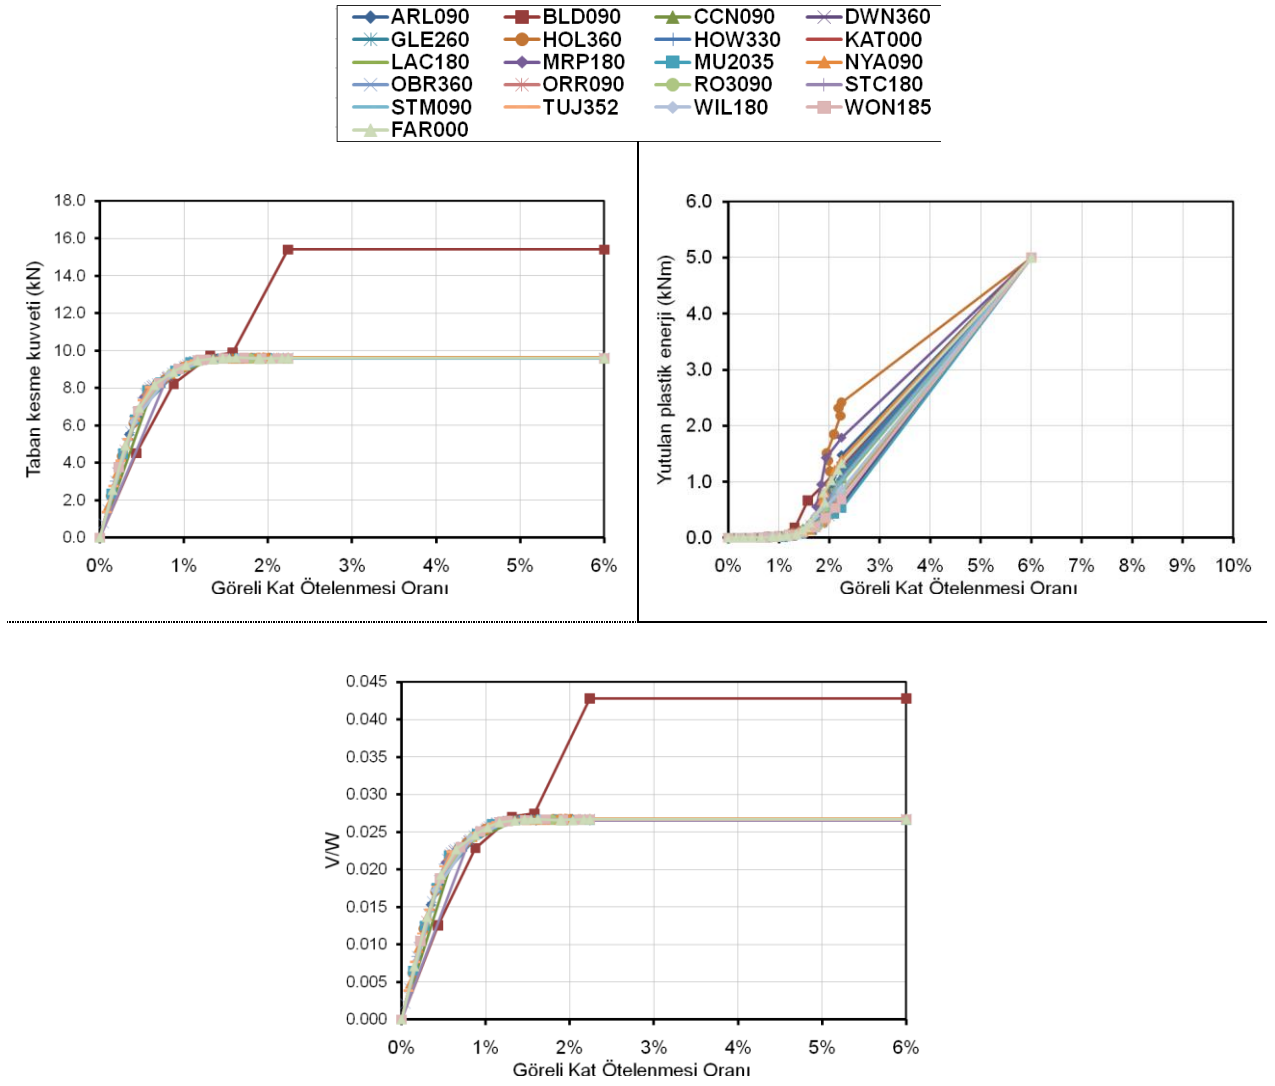 ARL090 BLD090 CCN090 DWN360
GLE260 HOL360 HOW330 KAT000
LAC180 MRP180 MU2035 NYA090
OBR360 ORR090 RO3090 STC180
STM090 TUJ352 WIL180 WON185
FAR000
Taban kesme kuvveti (kN)
18.0
16.0
14.0
12.0
10.0
8.0
6.0
4.0
2.0
0.0
0% 1% 2% 3% 4% 5% 6%
Göreli Kat Ötelenmesi Oranı
Yutulan plastik enerji (kNm)
6.0
5.0
4.0
3.0
2.0
1.0
0.0
0% 1% 2% 3% 4% 5% 6% 7% 8% 9% 10%
Göreli Kat Ötelenmesi Oranı
V/W
0.045
0.040
0.035
0.030
0.025
0.020
0.015
0.010
0.005
0.000
0% 1% 2% 3% 4% 5% 6%
Göreli Kat Ötelenmesi Oranı